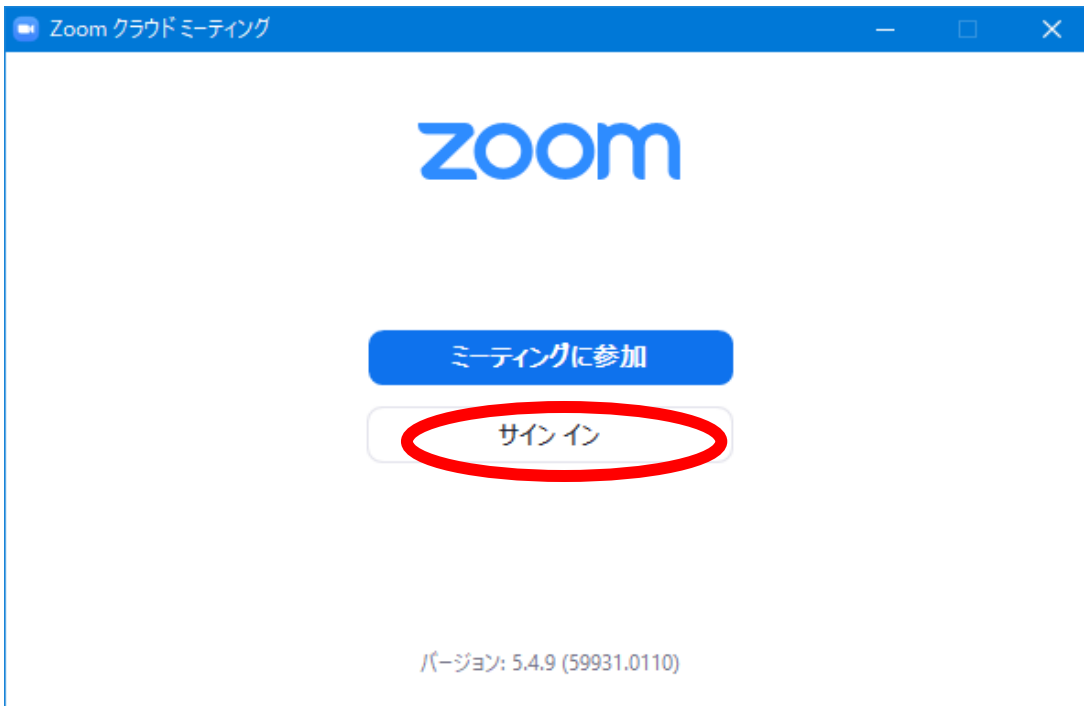 Zoom クラウド ミーティング
zoom
ミーティングに参加
サイン イン
バージョン: 5.4.9 (59931.0110)